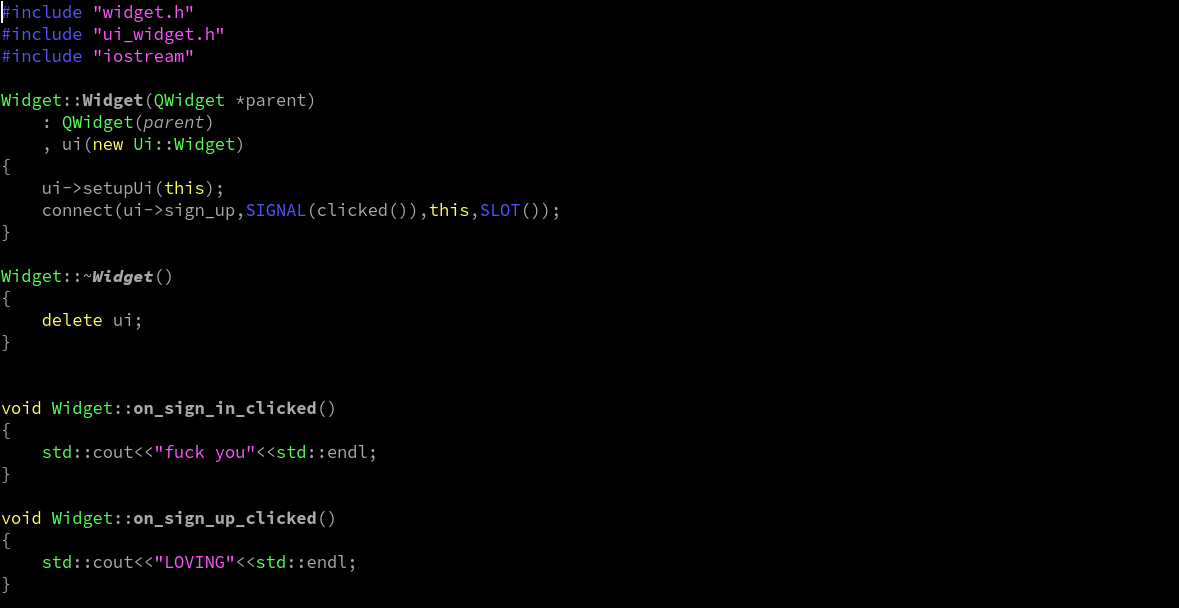 #include "widget.h"
#include "ui_widget.h"
#include "iostream"

Widget::Widget(QWidget *parent)
    : QWidget(parent)
    , ui(new Ui::Widget)
{
    ui->setupUi(this);
    connect(ui->sign_up,SIGNAL(clicked()),this,SLOT());
}

Widget::~Widget()
{
    delete ui;
}


void Widget::on_sign_in_clicked()
{
    std::cout<<"fuck you"<<std::endl;
}

void Widget::on_sign_up_clicked()
{
    std::cout<<"LOVING"<<std::endl;
}